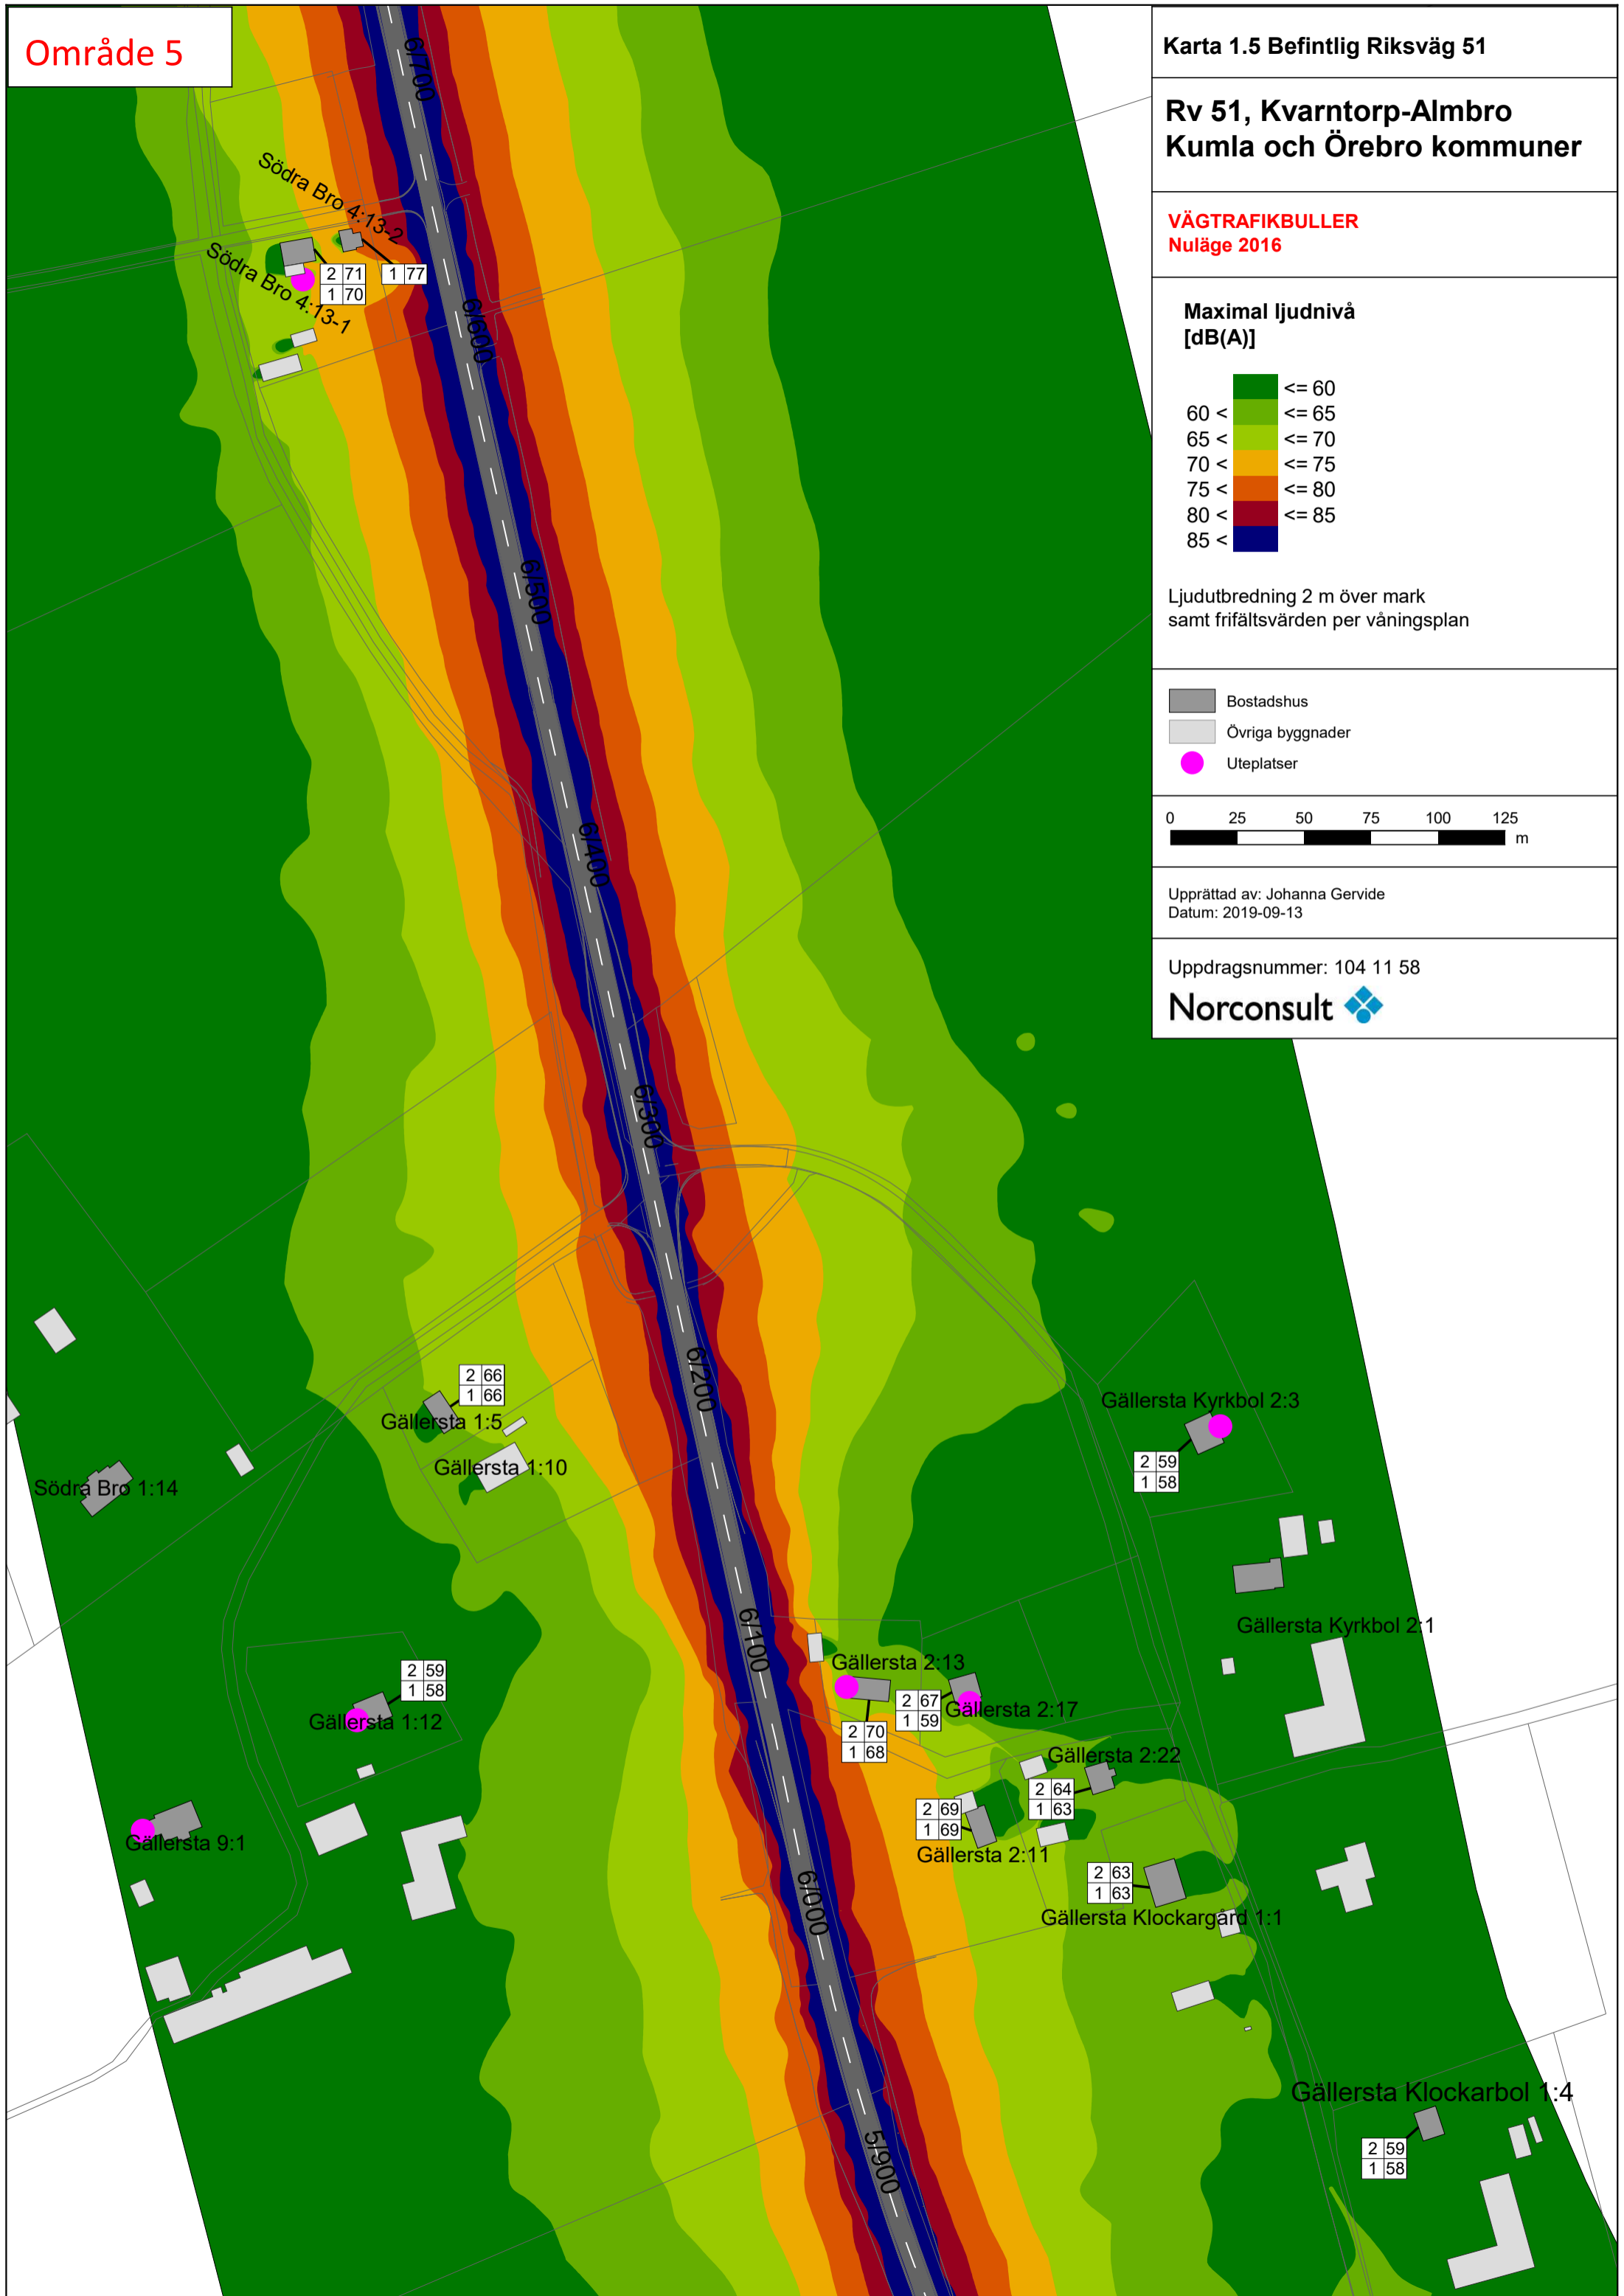 Område 5
Karta 1.5 Befintlig Riksväg 51
Rv 51, Kvarntorp-Almbro
Kumla och Örebro kommuner
VÄGTRAFIKBULLER
Nuläge 2016
Maximal ljudnivå
[dB(A)]
<= 60
60 < <= 65
65 < <= 70
70 < <= 75
75 < <= 80
80 < <= 85
85 <
Ljudutbredning 2 m över mark
samt frifältsvärden per våningsplan
Bostadshus
Övriga byggnader
Uteplatser
0 25 50 75 100 125
m
Upprättad av: Johanna Gervide
Datum: 2019-09-13
Uppdragsnummer: 104 11 58
Norconsult
6/700
Södra Bro 4:13-2
1 77
Södra Bro 4:13-1
2 71
1 70
6/600
6/500
6/400
6/300
6/200
2 66
1 66
Gällersta 1:5
Gällersta 1:10
Södra Bro 1:14
Gällersta Kyrkbol 2:3
2 59
1 58
Gällersta Kyrkbol 2:1
6/100
Gällersta 2:13
2 70
1 68
2 67
1 59
Gällersta 2:17
2 59
1 58
Gällersta 1:12
Gällersta 2:22
2 64
1 63
2 69
1 69
Gällersta 2:11
Gällersta 9:1
2 63
1 63
Gällersta Klockargård 1:1
6/000
Gällersta Klockarbol 1:4
2 59
1 58
5/900